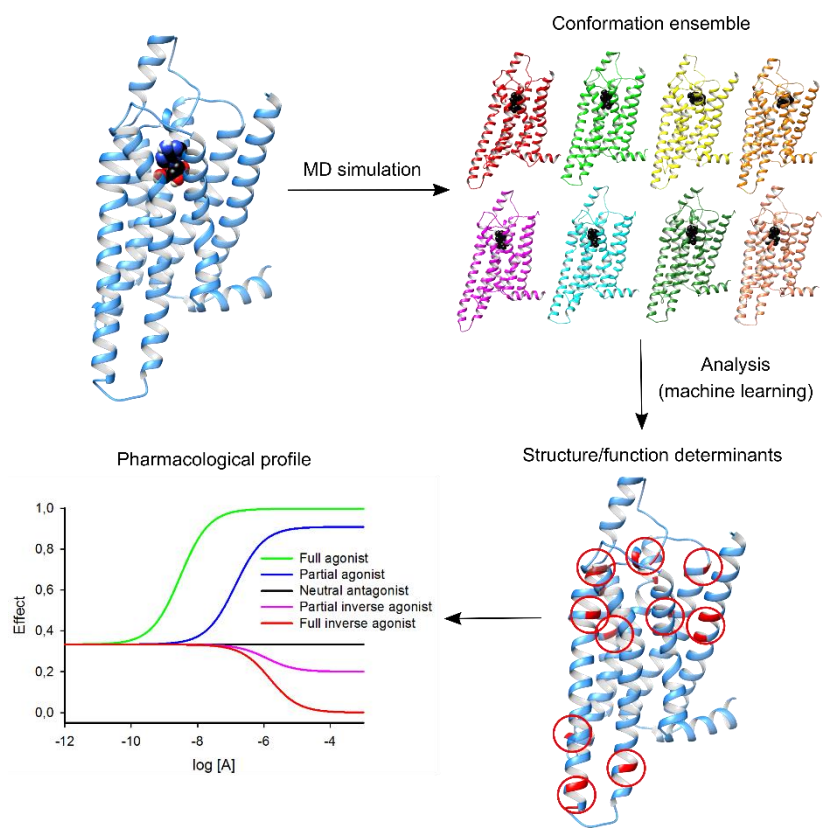 Conformation ensemble
MD simulation
Analysis
(machine learning)
Structure/function determinants
Pharmacological profile
1,0
0,8
0,6
0,4
0,2
0,0
Effect
Full agonist
Partial agonist
Neutral antagonist
Partial inverse agonist
Full inverse agonist
-12
-10
-8
-6
-4
log [A]